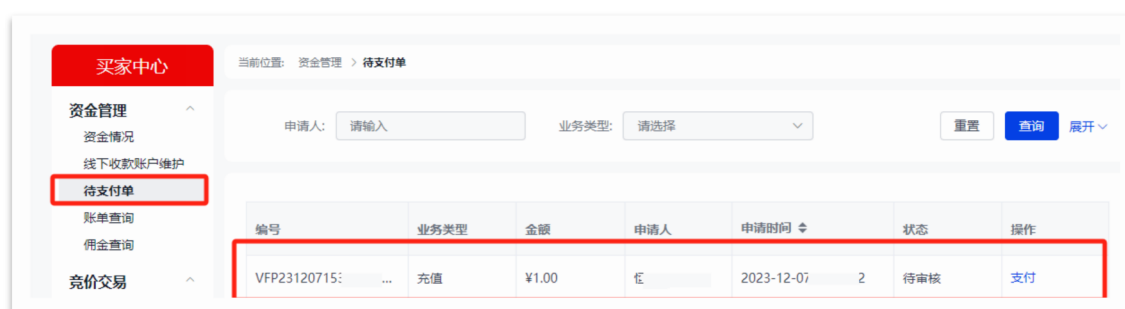 买家中心
当前位置: 资金管理 > 待支付单
资金管理
资金情况
线下收款账户维护
待支付单
账单查询
佣金查询
竞价交易
申请人: 请输入 业务类型: 请选择 重置 查询 展开
编号 业务类型 金额 申请人 申请时间 状态 操作
VFP23120715 ... 充值 ¥1.00 2023-12-07 2 待审核 支付